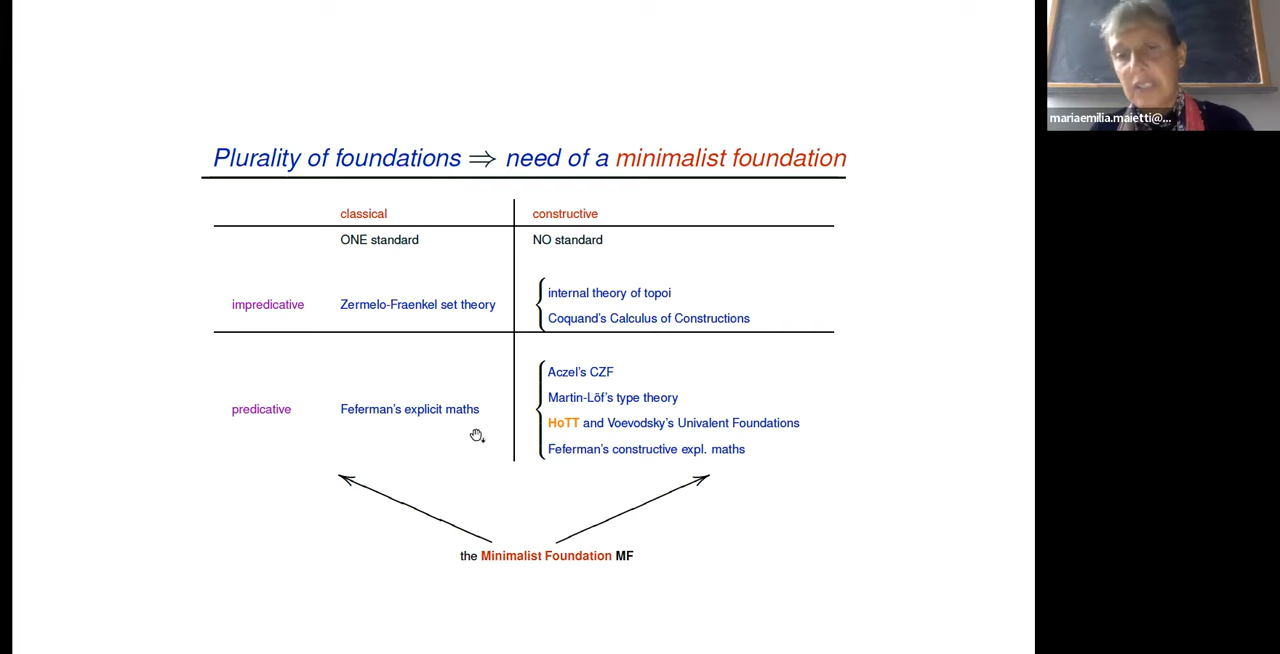 Plurality of foundations ⇒ need of a minimalist foundation
classical constructive
ONE standard NO standard
internal theory of topoi
impredicative Zermelo-Fraenkel set theory
Coquand's Calculus of Constructions
Aczel's CZF
Martin-Löf's type theory
predicative Feferman's explicit maths
HoTT and Voevodsky's Univalent Foundations
Feferman's constructive expl. maths
the Minimalist Foundation MF
mariaemilia.maietti@...